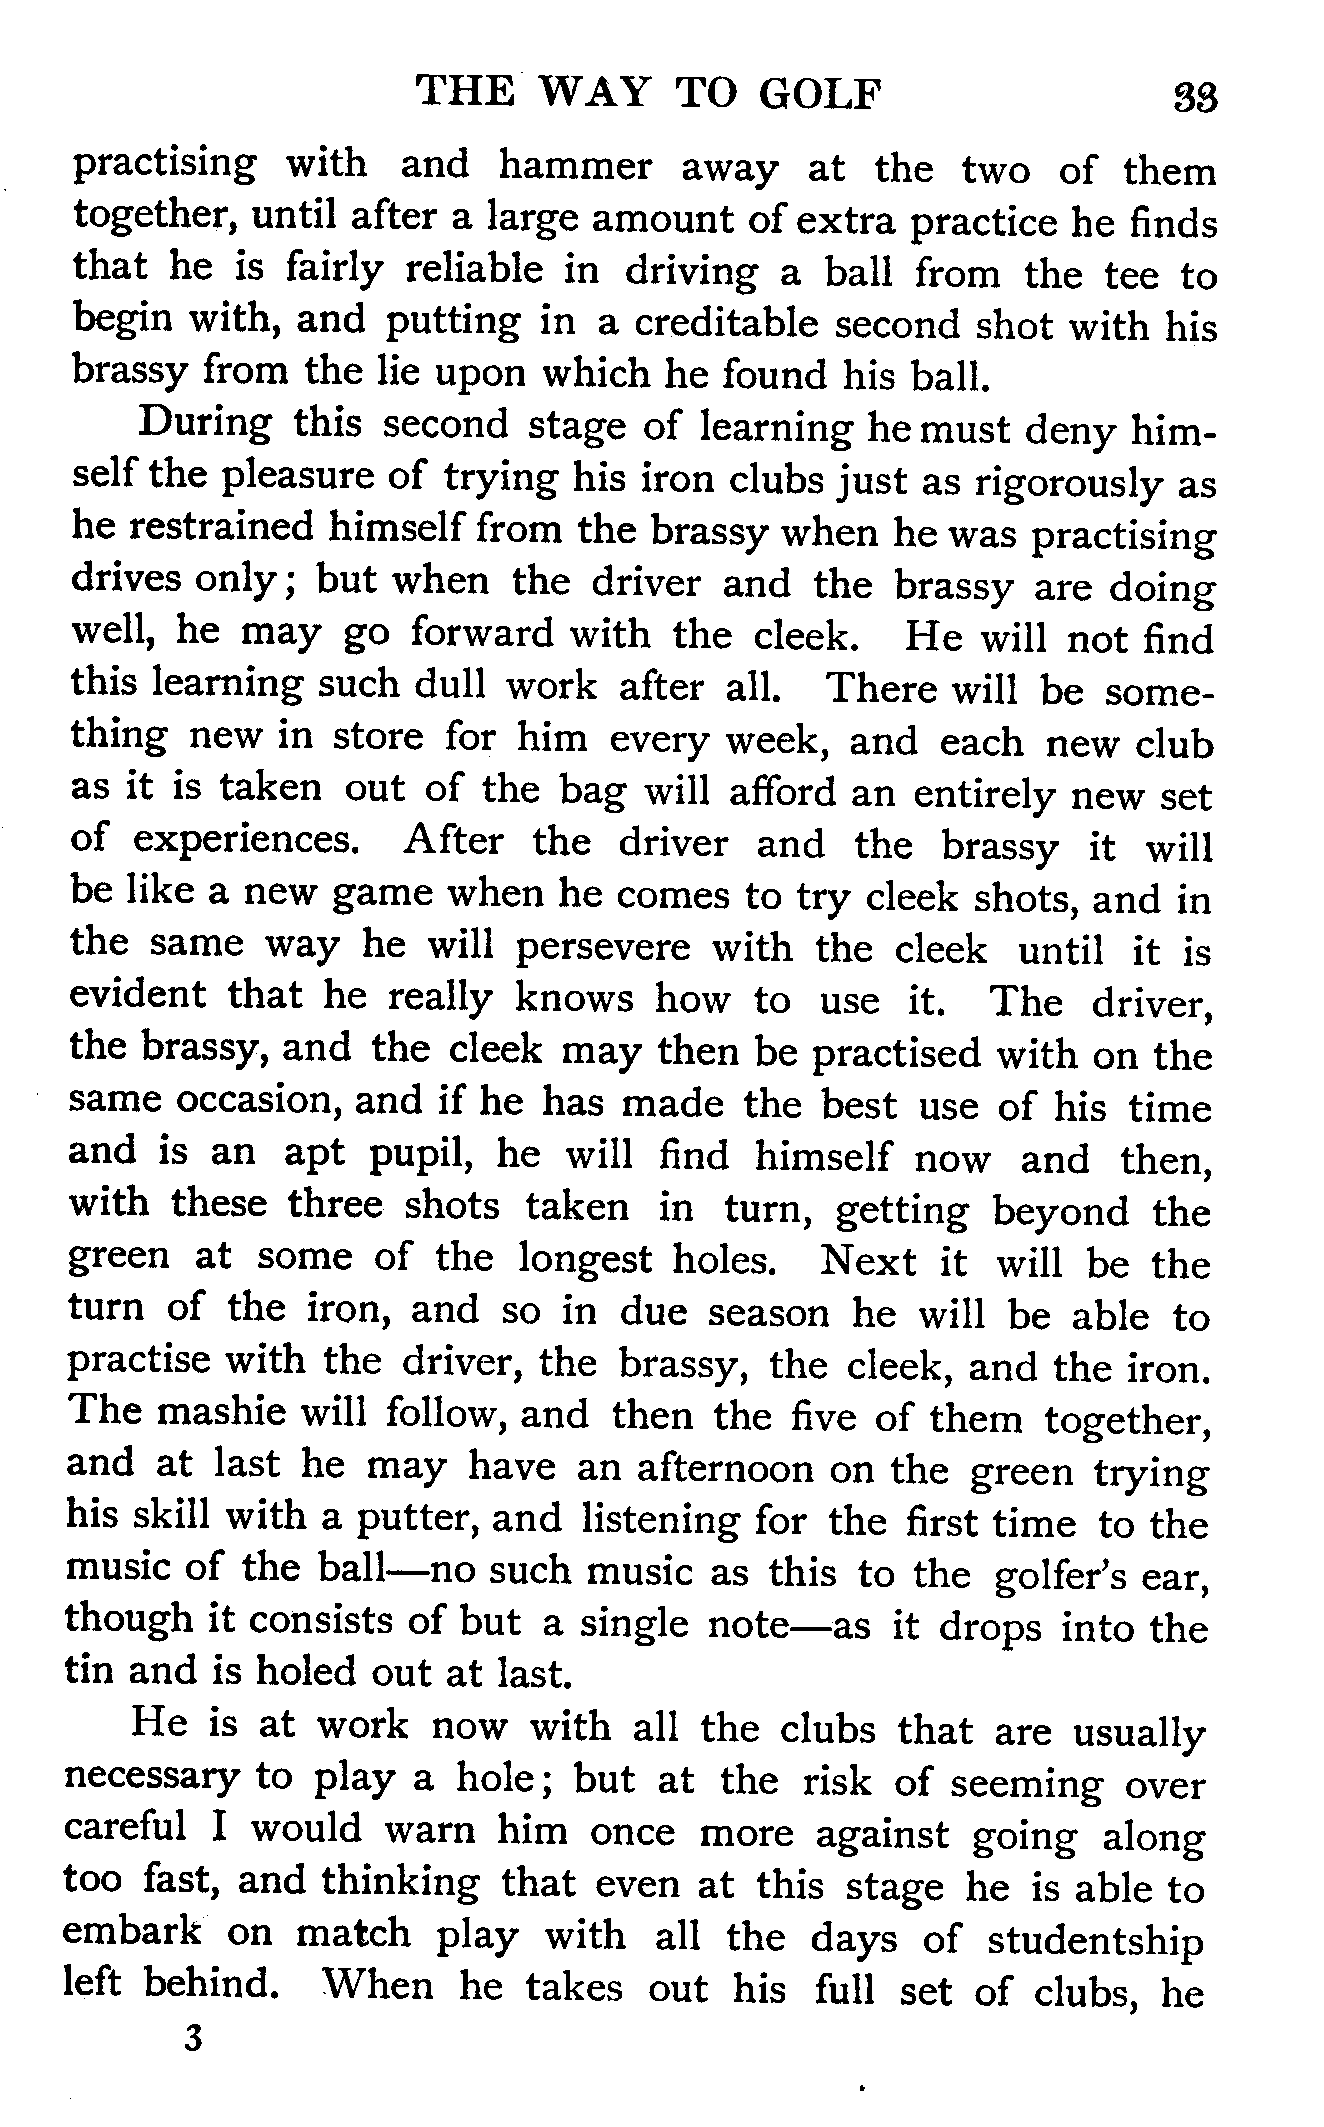 THE WAY TO GOLF 33
practising with and hammer away at the two of them
together, until after a large amount of extra practice he finds
that he is fairly reliable in driving a ball from the tee to
begin with, and putting in a creditable second shot with his
brassy from the lie upon which he found his ball.
During this second stage of learning he must deny him-
self the pleasure of trying his iron clubs just as rigorously as
he restrained himself from the brassy when he was practising
drives only; but when the driver and the brassy are doing
well, he may go forward with the cleek. He will not find
this learning such dull work after all. There will be some-
thing new in store for him every week, and each new club
as it is taken out of the bag will afford an entirely new set
of experiences. After the driver and the brassy it will
be like a new game when he comes to try cleek shots, and in
the same way he will persevere with the cleek until it is
evident that he really knows how to use it. The driver,
the brassy, and the cleek may then be practised with on the
same occasion, and if he has made the best use of his time
and is an apt pupil, he will find himself now and then,
with these three shots taken in turn, getting beyond the
green at some of the longest holes. Next it will be the
turn of the iron, and so in due season he will be able to
practise with the driver, the brassy, the cleek, and the iron.
The mashie will follow, and then the five of them together,
and at last he may have an afternoon on the green trying
his skill with a putter, and listening for the first time to the
music of the ball—no such music as this to the golfer's ear,
though it consists of but a single note—as it drops into the
tin and is holed out at last.
He is at work now with all the clubs that are usually
necessary to play a hole; but at the risk of seeming over
careful I would warn him once more against going along
too fast, and thinking that even at this stage he is able to
embark on match play with all the days of studentship
left behind. When he takes out his full set of clubs, he
3